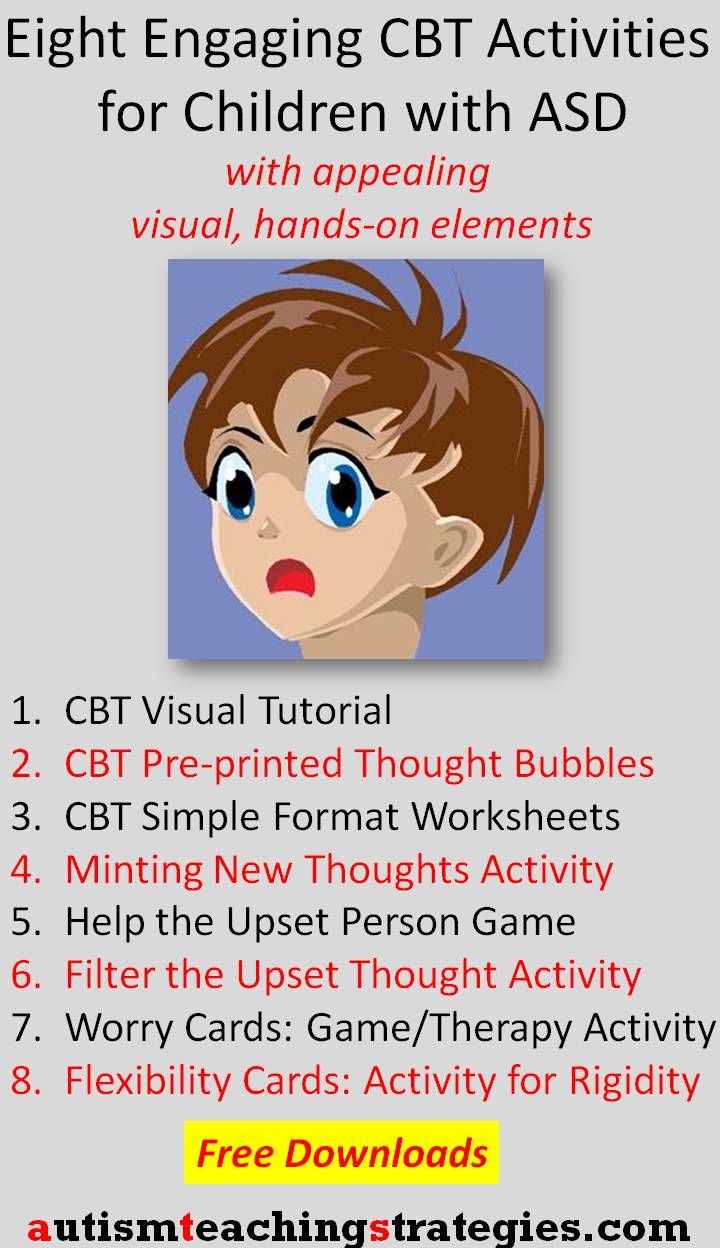 Eight Engaging CBT Activities
for Children with ASD
with appealing
visual, hands-on elements
1. CBT Visual Tutorial
2. CBT Pre-printed Thought Bubbles
3. CBT Simple Format Worksheets
4. Minting New Thoughts Activity
5. Help the Upset Person Game
6. Filter the Upset Thought Activity
7. Worry Cards: Game/Therapy Activity
8. Flexibility Cards: Activity for Rigidity
Free Downloads
autismteachingstrategies.com